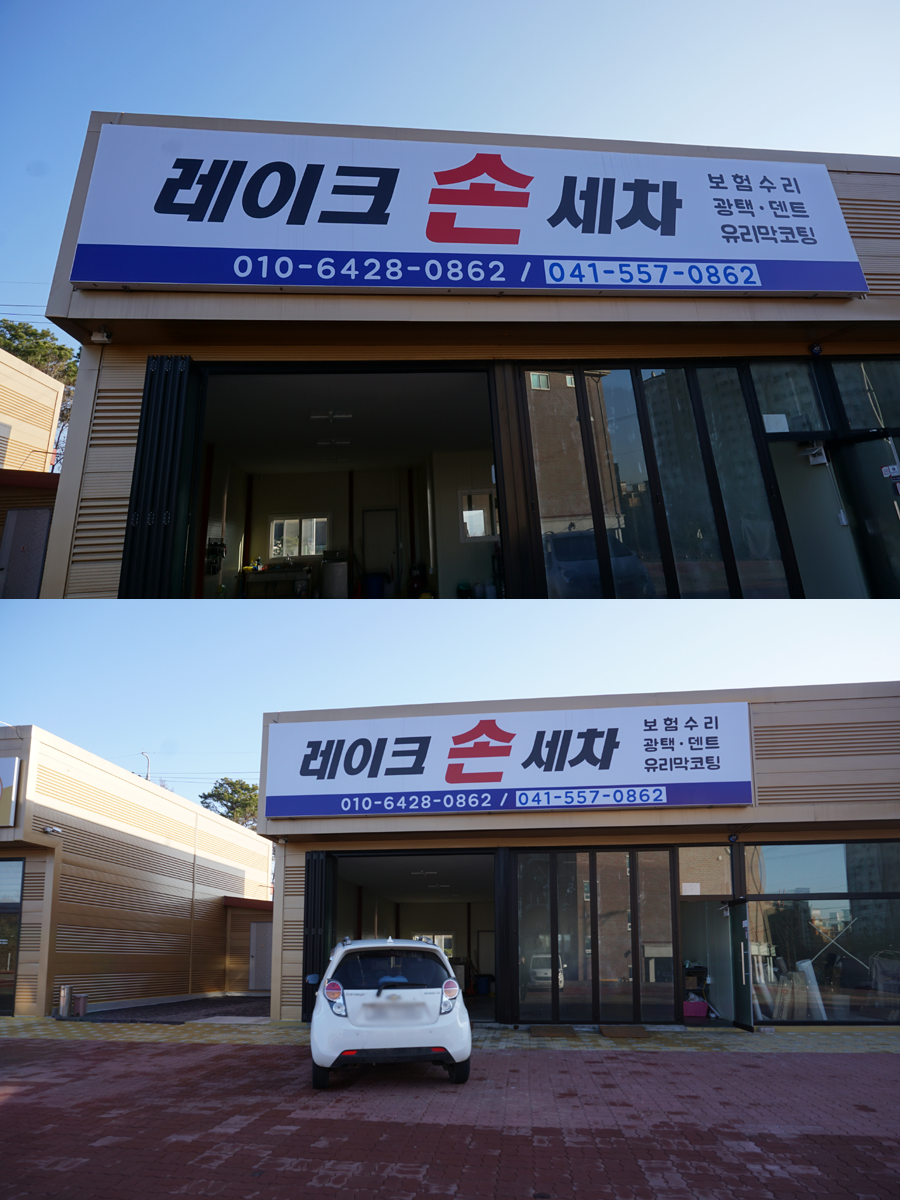 레이크 손 세차
보험수리
광택·덴트
유리막코팅
010-6428-0862 / 041-557-0862
레이크 손 세차
보험수리
광택·덴트
유리막코팅
010-6428-0862 / 041-557-0862